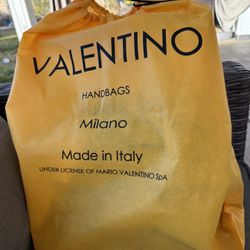 VALENTINO
HANDBAGS
Milano
Made in Italy
UNDER LICENSE OF MARIO VALENTINO SpA